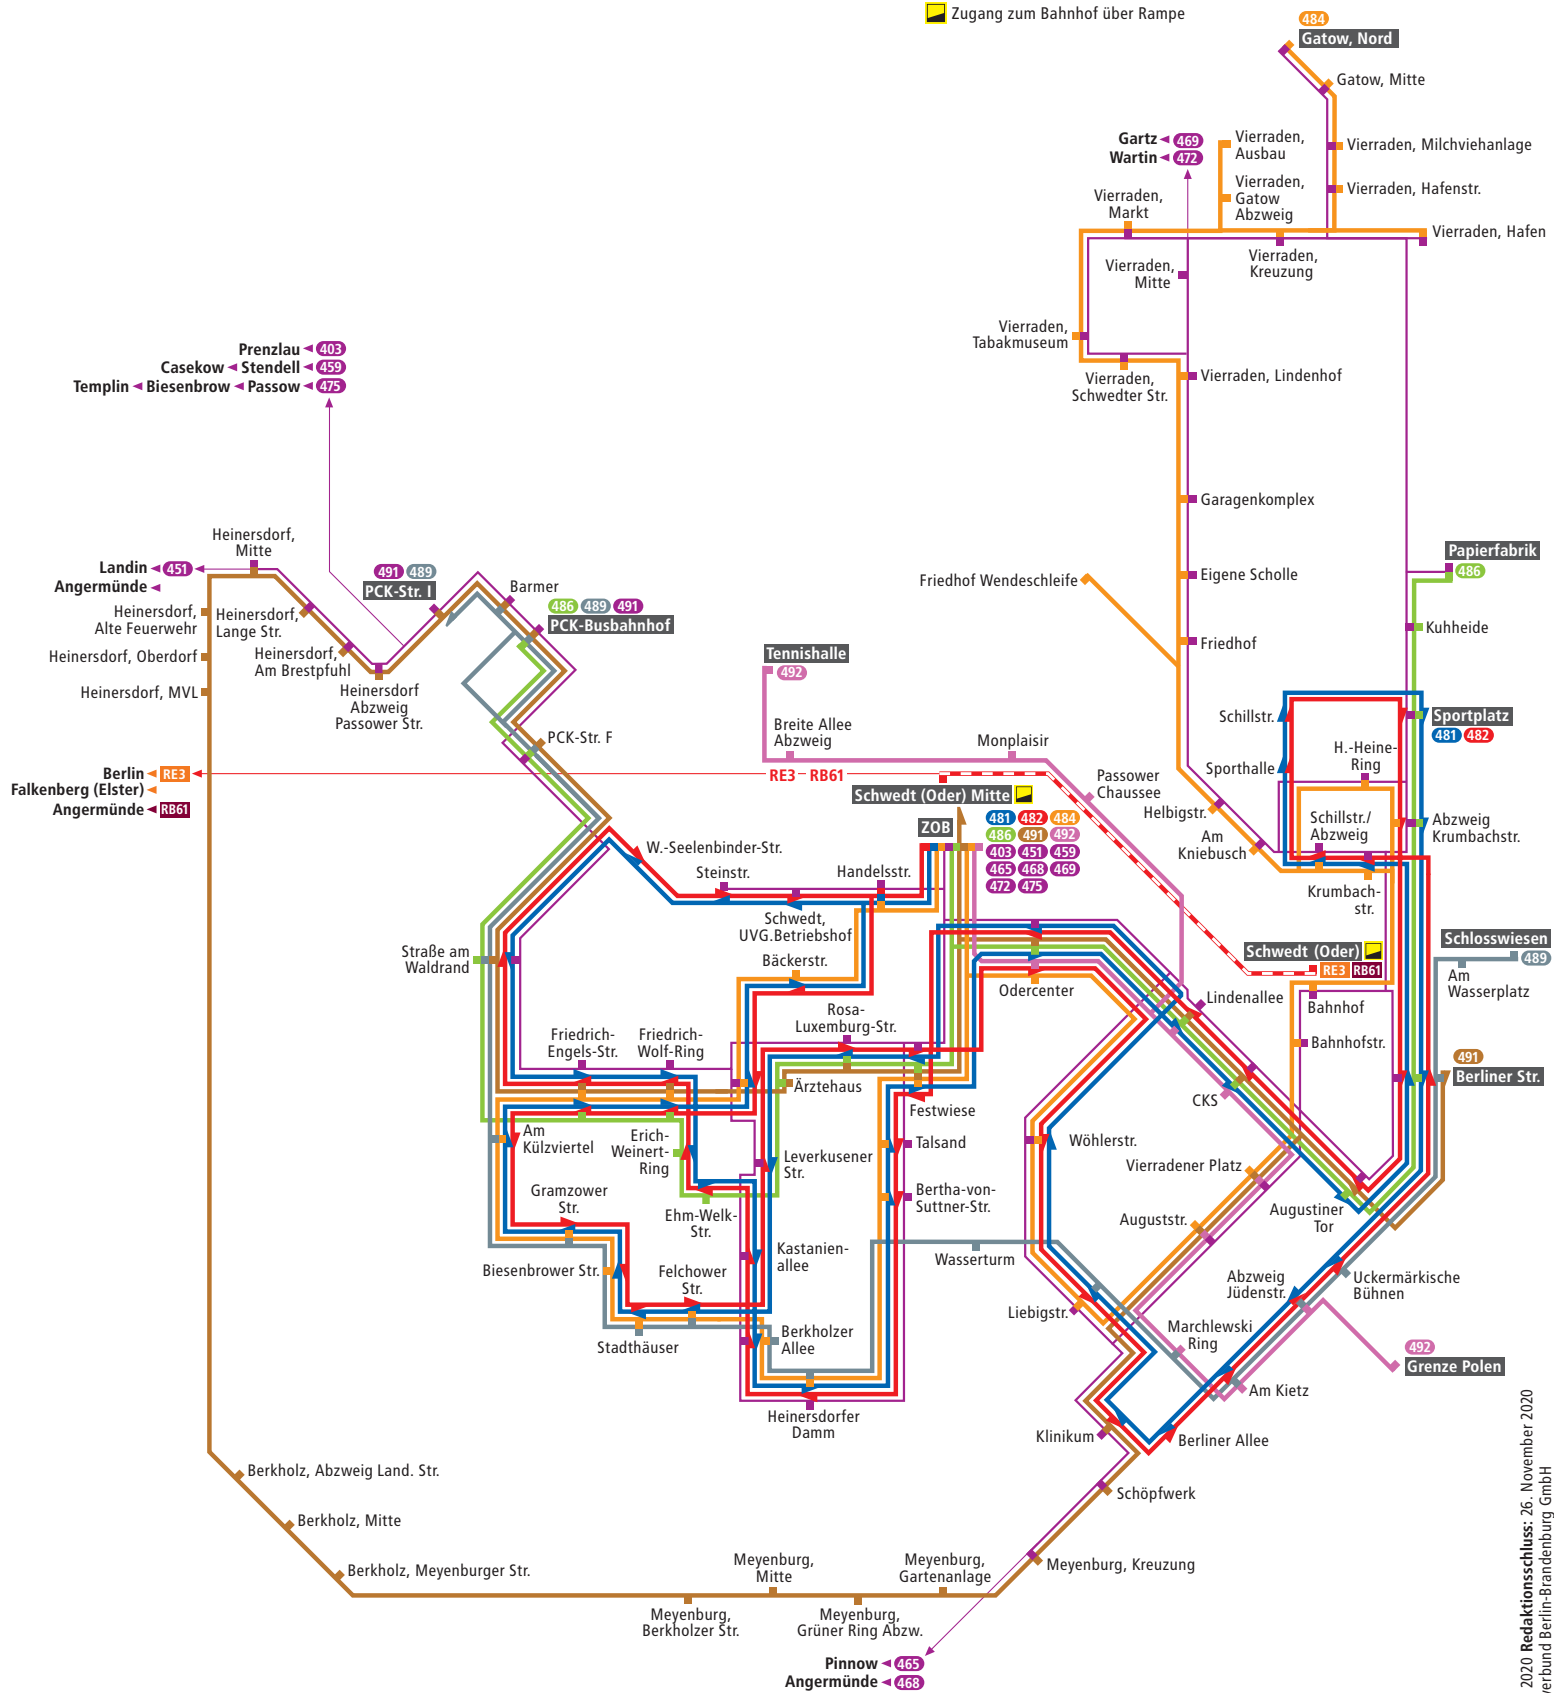 Zugang zum Bahnhof über Rampe
484
Gatow, Nord
Gatow, Mitte
Gartz 469
Wartin 472
Vierraden,
Ausbau
Vierraden, Milchviehanlage
Vierraden,
Gatow
Abzweig
Vierraden, Hafenstr.
Vierraden,
Markt
Vierraden, Hafen
Vierraden,
Kreuzung
Vierraden,
Mitte
Vierraden,
Tabakmuseum
Vierraden,
Schwedter Str.
Vierraden, Lindenhof
Prenzlau 403
Casekow Stendell 459
Templin Biesenbrow Passow 475
Garagenkomplex
Eigene Scholle
Friedhof Wendeschleife
Friedhof
Papierfabrik
486
Kuhheide
Heinersdorf,
Mitte
Landin 451
Angermünde
491 489
PCK-Str. I
Barmer
486 489 491
PCK-Busbahnhof
Heinersdorf,
Alte Feuerwehr
Heinersdorf,
Lange Str.
Heinersdorf, Oberdorf
Heinersdorf,
Am Brestpfuhl
Heinersdorf, MVL
Heinersdorf
Abzweig
Passower Str.
PCK-Str. F
Tennishalle
492
Breite Allee
Abzweig
Monplaisir
Schillstr.
Sportplatz
481 482
H.-Heine-
Ring
Sporthalle
Berlin RE3
Falkenberg (Elster)
Angermünde RB61
RE3 RB61
Schwedt (Oder) Mitte
Passower
Chaussee
Helbigstr.
Am
Kniebusch
Schillstr./
Abzweig
Abzweig
Krumbachstr.
Krumbach-
str.
ZOB
481 482 484
486 491 492
403 451 459
465 468 469
472 475
W.-Seelenbinder-Str.
Steinstr.
Handelsstr.
Schwedt,
UVG.Betriebshof
Straße am
Waldrand
Bäckerstr.
Odercenter
Schwedt (Oder)
RE3 RB61
Schlosswiesen
489
Am
Wasserplatz
Lindenallee
Bahnhof
Bahnhofstr.
Rosa-
Luxemburg-Str.
Friedrich-
Engels-Str.
Friedrich-
Wolf-Ring
Ärztehaus
Festwiese
CKS
491
Berliner Str.
Am
Külzviertel
Erich-
Weinert-
Ring
Leverkusener
Str.
Talsand
Wöhlerstr.
Vierradener Platz
Gramzower
Str.
Ehm-Welk-
Str.
Bertha-von-
Suttner-Str.
Auguststr.
Augustiner
Tor
Biesenbrower Str.
Felchower
Str.
Kastanien-
allee
Wasserturm
Abzweig
Jüdenstr.
Uckermärkische
Bühnen
Liebigstr.
Stadthäuser
Berkholzer
Allee
Marchlewski
Ring
492
Grenze Polen
Am Kietz
Heinersdorfer
Damm
Klinikum
Berliner Allee
Schöpfwerk
Berkholz, Abzweig Land. Str.
Berkholz, Mitte
Berkholz, Meyenburger Str.
Meyenburg,
Mitte
Meyenburg,
Gartenanlage
Meyenburg, Kreuzung
Meyenburg,
Berkholzer Str.
Meyenburg,
Grüner Ring Abzw.
Pinnow 465
Angermünde 468
2020 Redaktionsschluss: 26. November 2020
verbund Berlin-Brandenburg GmbH